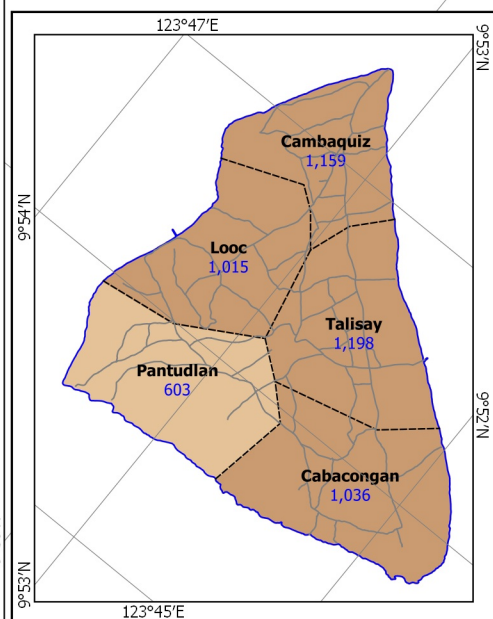 123°47'E
9°53'N
Cambaquiz
1,159
9°54'N
Looc
1,015
Talisay
1,198
Pantudlan
603
9°52'N
Cabacongan
1,036
9°53'N
123°45'E